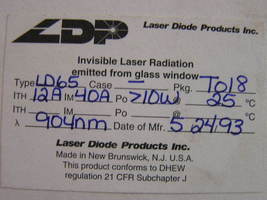 LDP
Laser Diode Products Inc.
Invisible Laser Radiation
emitted from glass window
Type LD65 Case — Pkg. TO18
ITH 12A IM 40A Po >10W @ 25 °C
ITH IM Po @ °C
λ 904nm Date of Mfr. 5 24/93
Laser Diode Products Inc.
Made in New Brunswick, N.J. U.S.A.
This product conforms to DHEW
regulation 21 CFR Subchapter J